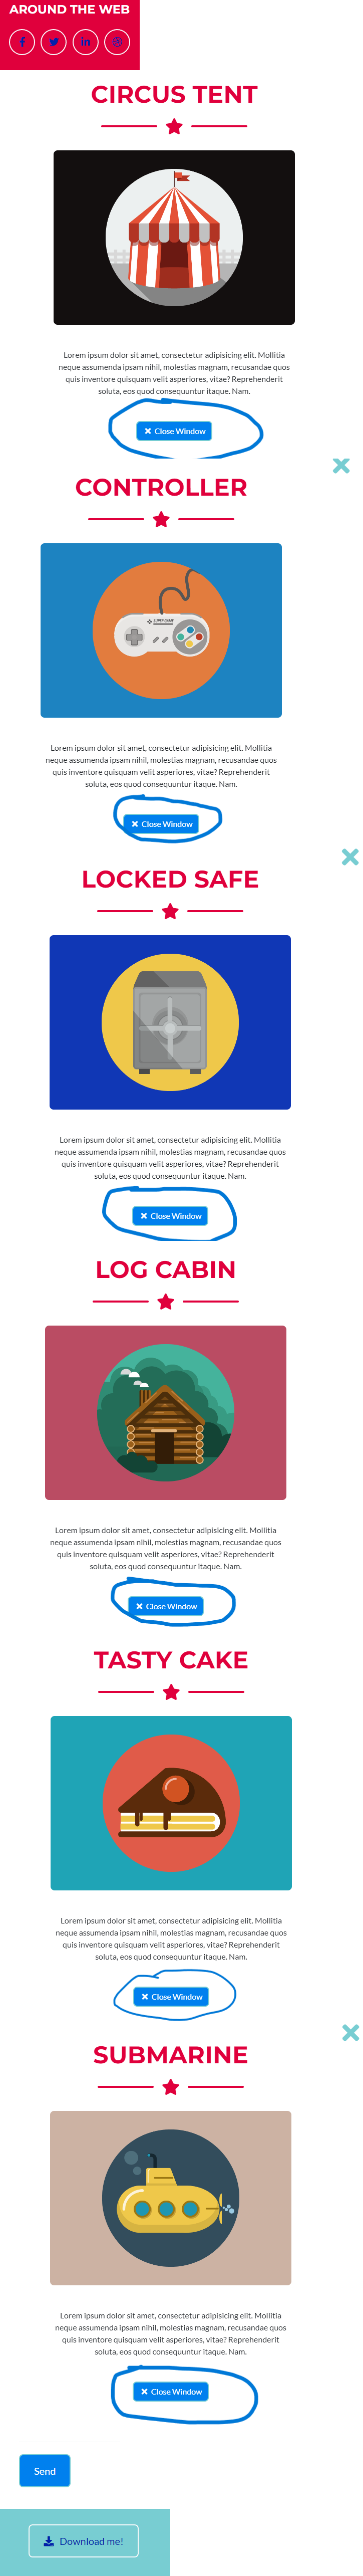 AROUND THE WEB
CIRCUS TENT
Lorem ipsum dolor sit amet, consectetur adipisicing elit. Mollitia
neque assumenda ipsam nihil, molestias magnam, recusandae quos
quis inventore quisquam velit asperiores, vitae? Reprehenderit
soluta, eos quod consequuntur itaque. Nam.
Close Window
CONTROLLER
SUPER GAME
Lorem ipsum dolor sit amet, consectetur adipisicing elit. Mollitia
neque assumenda ipsam nihil, molestias magnam, recusandae quos
quis inventore quisquam velit asperiores, vitae? Reprehenderit
soluta, eos quod consequuntur itaque. Nam.
Close Window
LOCKED SAFE
Lorem ipsum dolor sit amet, consectetur adipisicing elit. Mollitia
neque assumenda ipsam nihil, molestias magnam, recusandae quos
quis inventore quisquam velit asperiores, vitae? Reprehenderit
soluta, eos quod consequuntur itaque. Nam.
Close Window
LOG CABIN
Lorem ipsum dolor sit amet, consectetur adipisicing elit. Mollitia
neque assumenda ipsam nihil, molestias magnam, recusandae quos
quis inventore quisquam velit asperiores, vitae? Reprehenderit
soluta, eos quod consequuntur itaque. Nam.
Close Window
TASTY CAKE
Lorem ipsum dolor sit amet, consectetur adipisicing elit. Mollitia
neque assumenda ipsam nihil, molestias magnam, recusandae quos
quis inventore quisquam velit asperiores, vitae? Reprehenderit
soluta, eos quod consequuntur itaque. Nam.
Close Window
SUBMARINE
Lorem ipsum dolor sit amet, consectetur adipisicing elit. Mollitia
neque assumenda ipsam nihil, molestias magnam, recusandae quos
quis inventore quisquam velit asperiores, vitae? Reprehenderit
soluta, eos quod consequuntur itaque. Nam.
Close Window
Send
Download me!